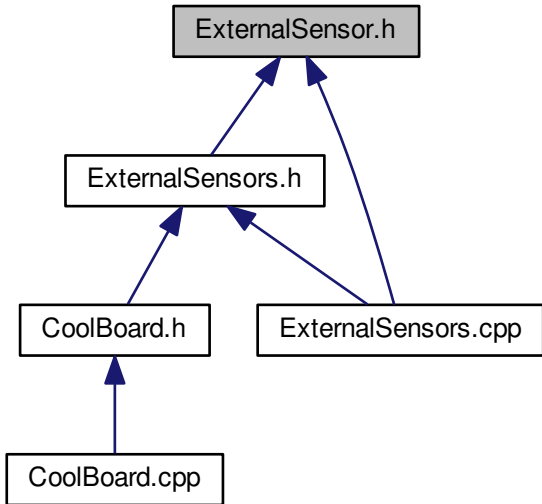 ExternalSensor.h
ExternalSensors.h
CoolBoard.h
ExternalSensors.cpp
CoolBoard.cpp